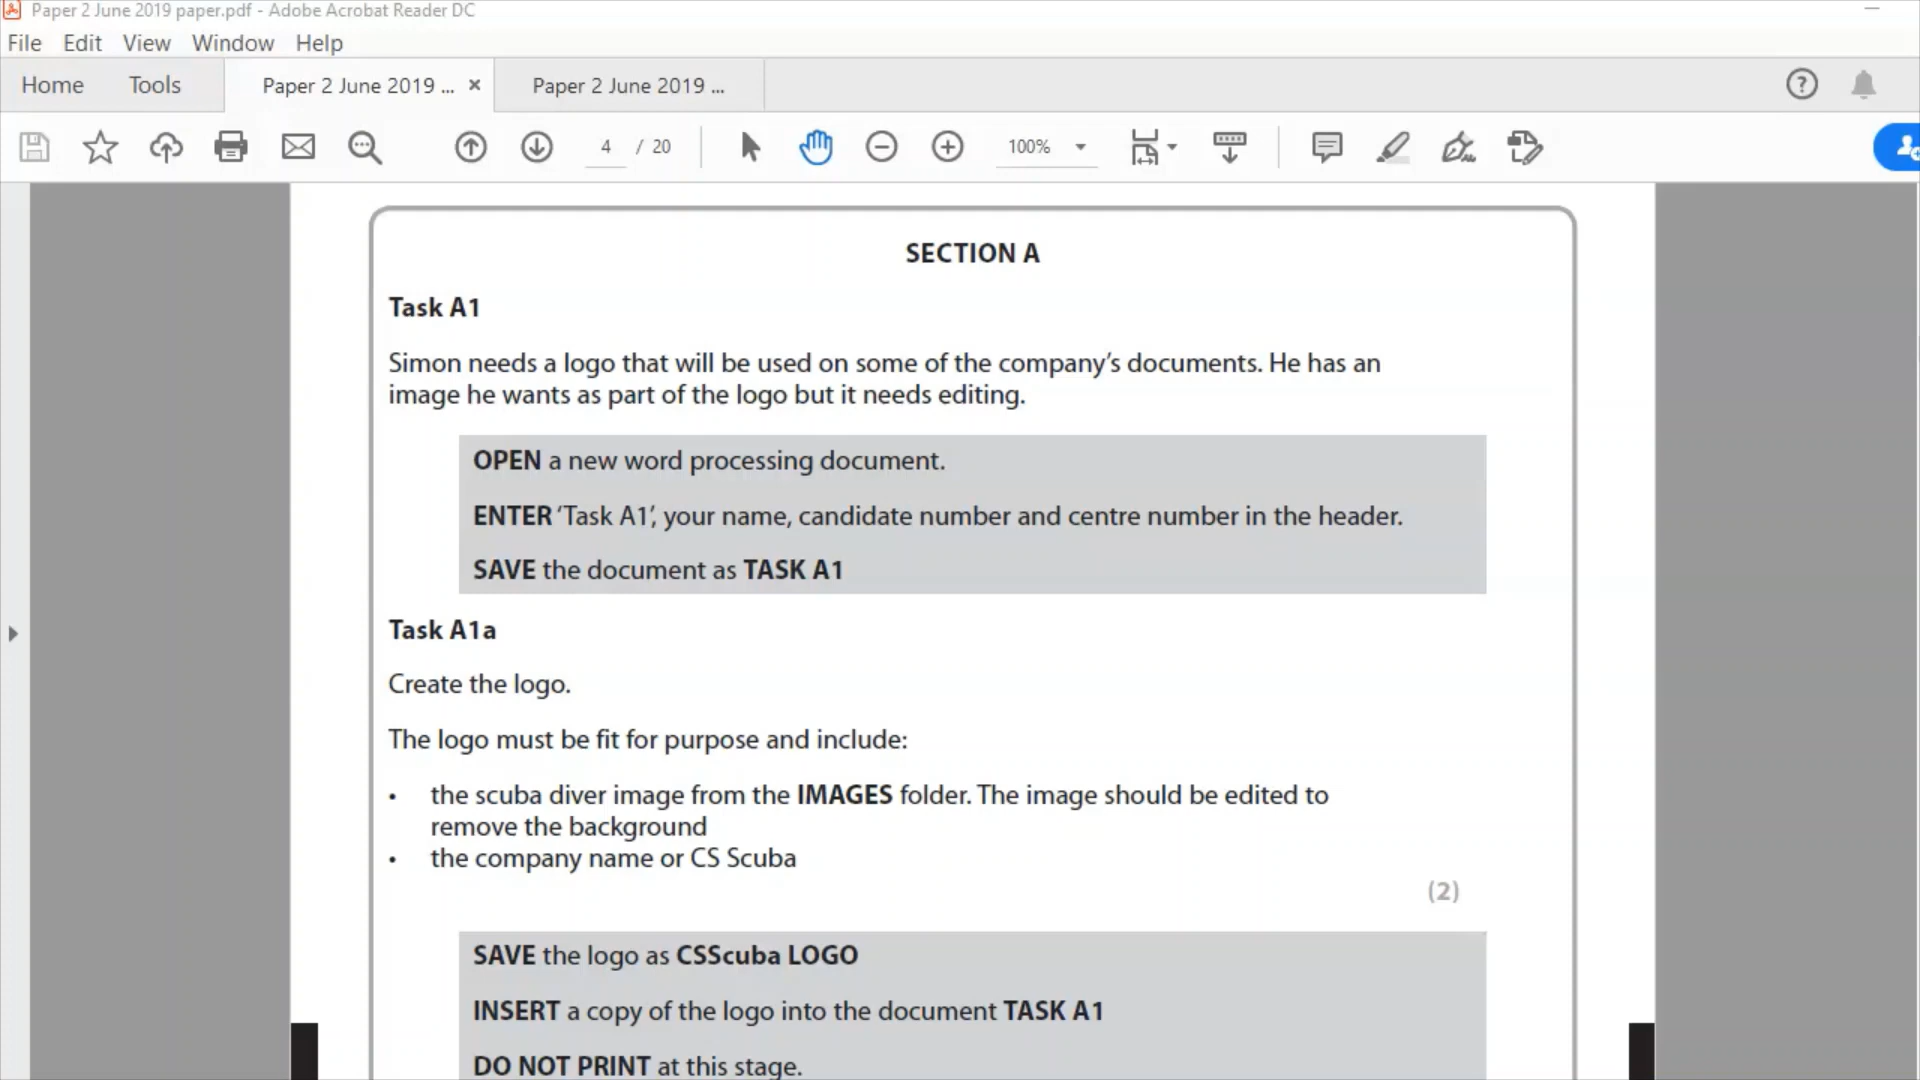 Paper 2 June 2019 paper.pdf - Adobe Acrobat Reader DC
File Edit View Window Help
Home Tools Paper 2 June 2019 ... × Paper 2 June 2019 ...
4 / 20 100%
SECTION A
Task A1
Simon needs a logo that will be used on some of the company’s documents. He has an
image he wants as part of the logo but it needs editing.
OPEN a new word processing document.
ENTER ‘Task A1’, your name, candidate number and centre number in the header.
SAVE the document as TASK A1
Task A1a
Create the logo.
The logo must be fit for purpose and include:
• the scuba diver image from the IMAGES folder. The image should be edited to
remove the background
• the company name or CS Scuba
(2)
SAVE the logo as CSScuba LOGO
INSERT a copy of the logo into the document TASK A1
DO NOT PRINT at this stage.